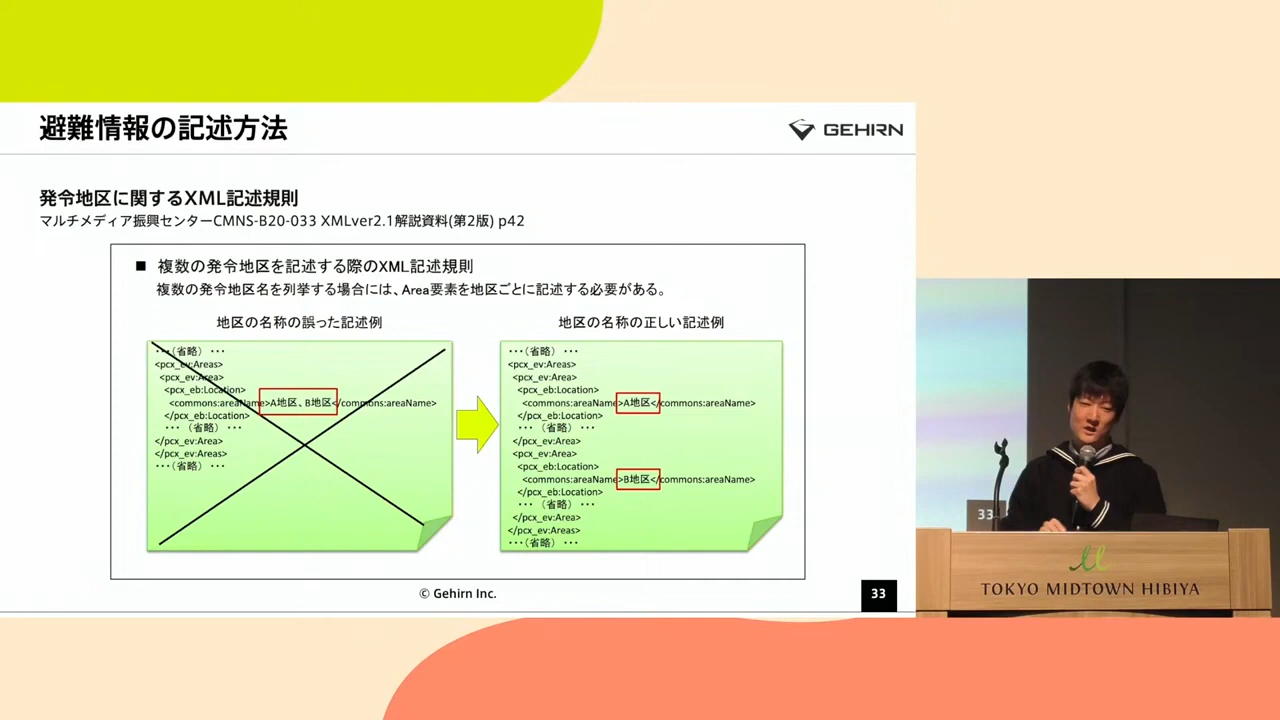 避難情報の記述方法
GEHIRN
発令地区に関するXML記述規則
マルチメディア振興センターCMNS-B20-033 XMLver2.1解説資料(第2版) p42
■ 複数の発令地区を記述する際のXML記述規則
複数の発令地区名を列挙する場合には、Area要素を地区ごとに記述する必要がある。
地区の名称の誤った記述例
・・・(省略) ・・・
<pcx_ev:Areas>
<pcx_ev:Area>
<pcx_eb:Location>
<commons:areaName>A地区、B地区</commons:areaName>
</pcx_eb:Location>
・・・ (省略) ・・・
</pcx_ev:Area>
</pcx_ev:Areas>
・・・(省略) ・・・
地区の名称の正しい記述例
・・・(省略) ・・・
<pcx_ev:Areas>
<pcx_ev:Area>
<pcx_eb:Location>
<commons:areaName>A地区</commons:areaName>
</pcx_eb:Location>
・・・ (省略) ・・・
</pcx_ev:Area>
<pcx_ev:Area>
<pcx_eb:Location>
<commons:areaName>B地区</commons:areaName>
</pcx_eb:Location>
・・・ (省略) ・・・
</pcx_ev:Area>
</pcx_ev:Areas>
・・・(省略) ・・・
© Gehirn Inc.
33
33
TOKYO MIDTOWN HIBIYA